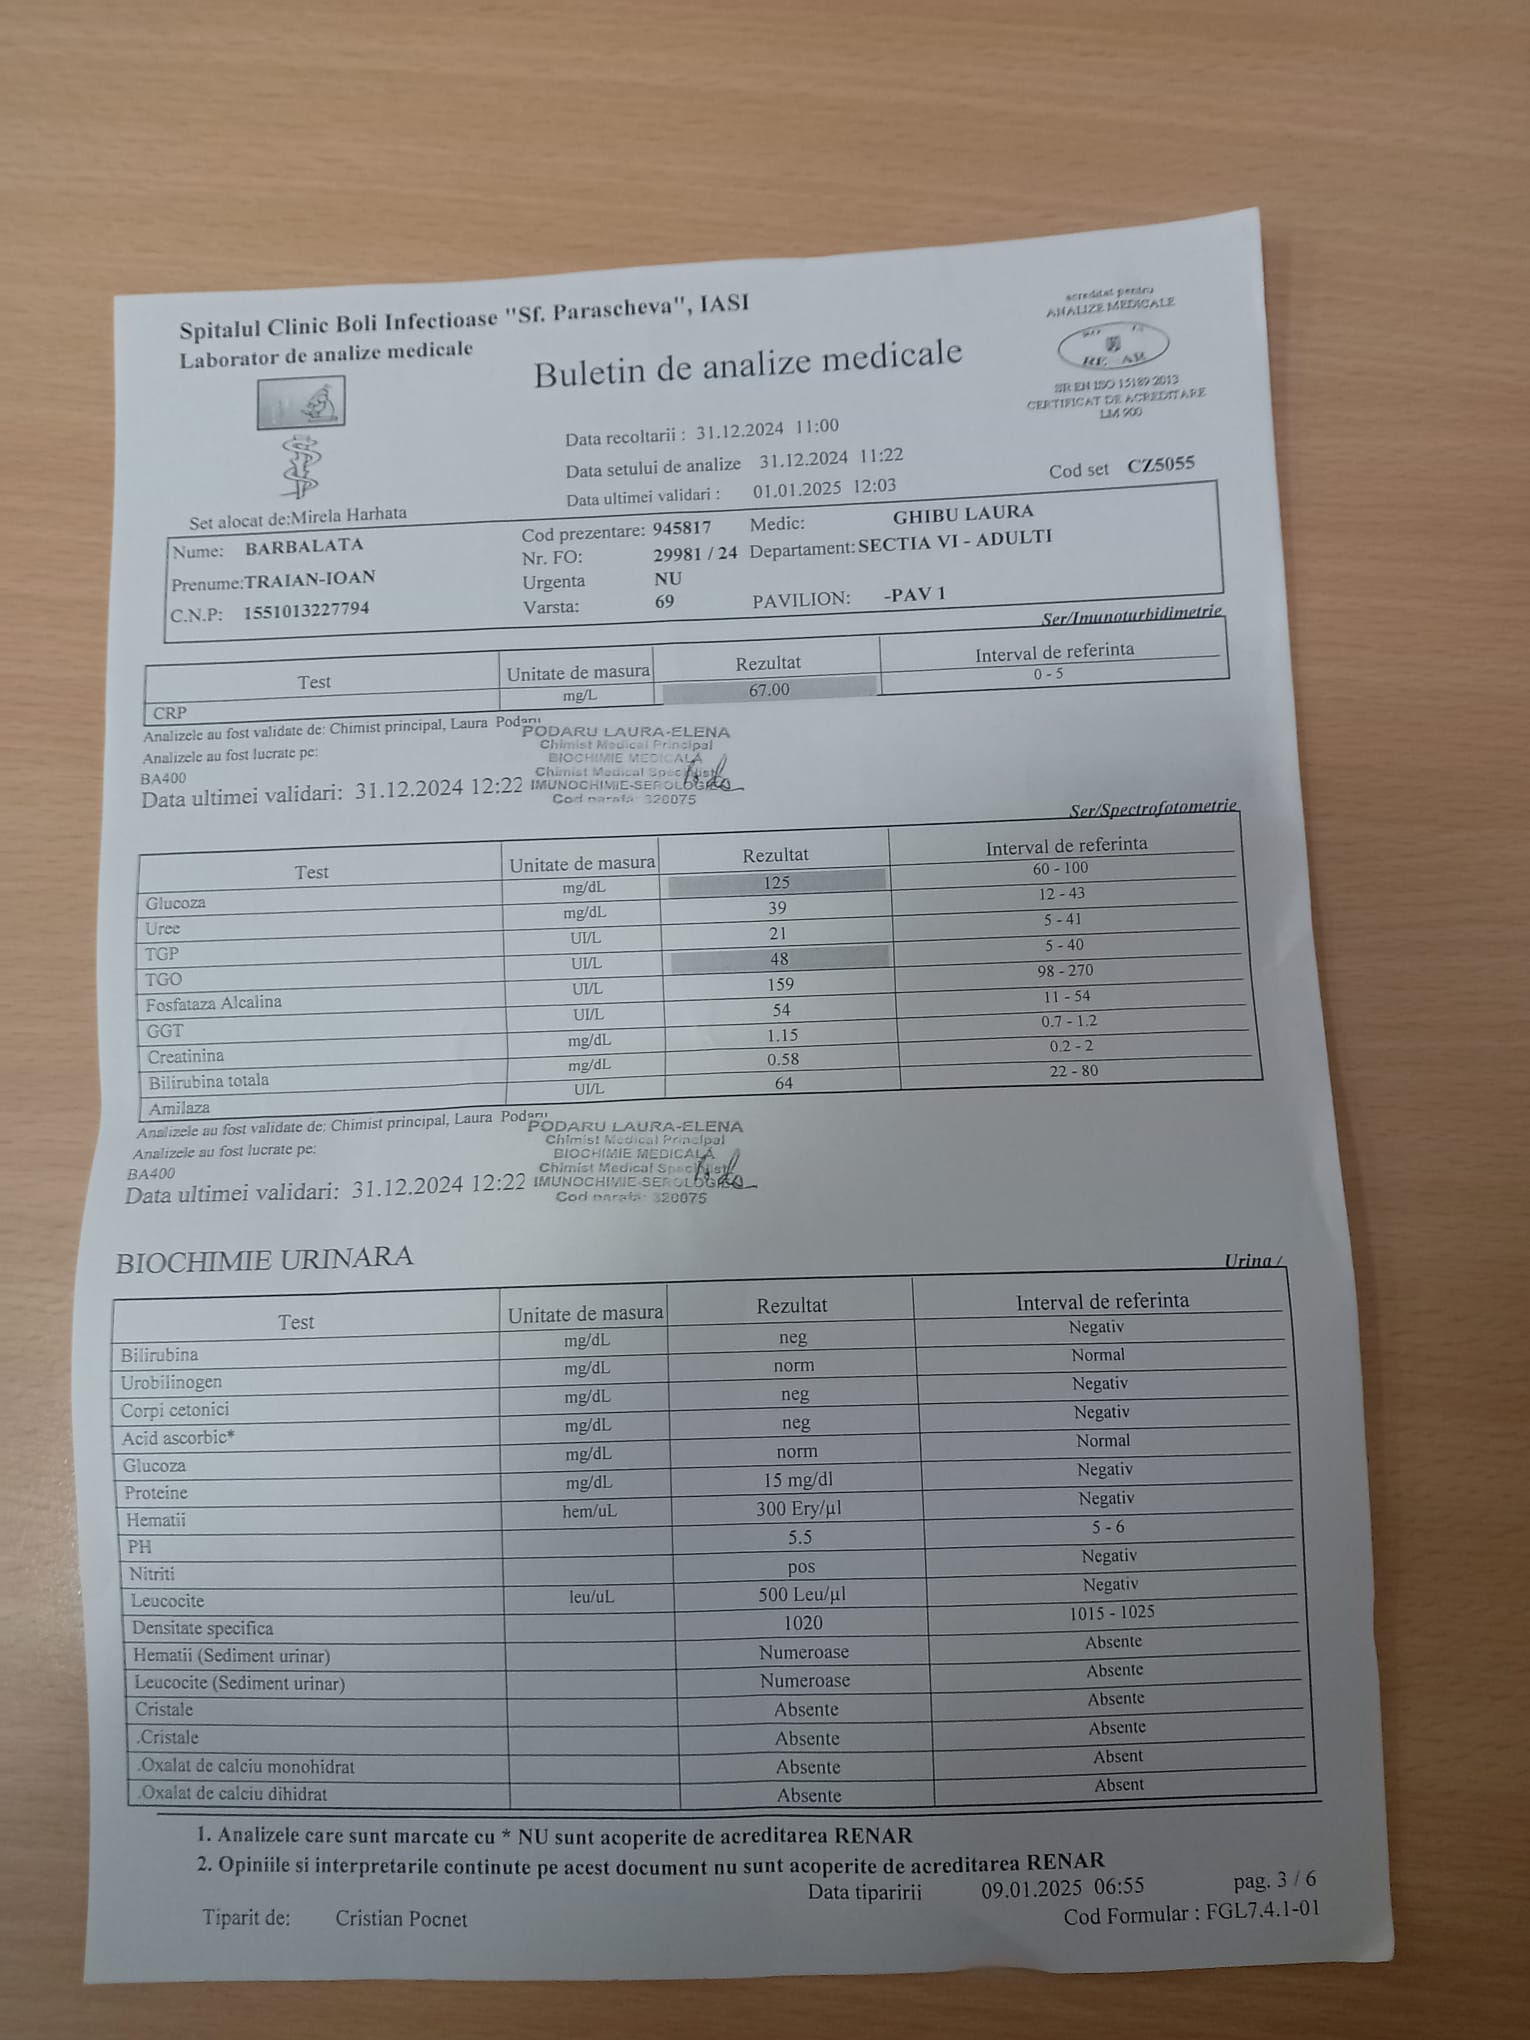 Spitalul Clinic Boli Infectioase "Sf. Parascheva", IASI
Laborator de analize medicale
Buletin de analize medicale
acreditat pentru
ANALIZE MEDICALE
SR EN ISO 15189:2013
CERTIFICAT DE ACREDITARE
LM 900
Data recoltarii : 31.12.2024 11:00
Data setului de analize 31.12.2024 11:22
Data ultimei validari : 01.01.2025 12:03
Cod set CZ5055
Set alocat de:Mirela Harhata
Nume: BARBALATA Cod prezentare: 945817 Medic: GHIBU LAURA
Prenume:TRAIAN-IOAN Nr. FO: 29981 / 24 Departament:SECTIA VI - ADULTI
Urgenta NU
C.N.P: 1551013227794 Varsta: 69 PAVILION: -PAV 1
Ser/Imunoturbidimetrie
Test Unitate de masura Rezultat Interval de referinta
CRP mg/L 67.00 0 - 5
Analizele au fost validate de: Chimist principal, Laura Podaru
Analizele au fost lucrate pe:
BA400
Data ultimei validari: 31.12.2024 12:22
PODARU LAURA-ELENA
Chimist Medical Principal
BIOCHIMIE MEDICALĂ
Chimist Medical Specialist
IMUNOCHIMIE-SEROLOGIE
Cod parafă: 320075
Ser/Spectrofotometrie
Test Unitate de masura Rezultat Interval de referinta
Glucoza mg/dL 125 60 - 100
Uree mg/dL 39 12 - 43
TGP UI/L 21 5 - 41
TGO UI/L 48 5 - 40
Fosfataza Alcalina UI/L 159 98 - 270
GGT UI/L 54 11 - 54
Creatinina mg/dL 1.15 0.7 - 1.2
Bilirubina totala mg/dL 0.58 0.2 - 2
Amilaza UI/L 64 22 - 80
Analizele au fost validate de: Chimist principal, Laura Podaru
Analizele au fost lucrate pe:
BA400
Data ultimei validari: 31.12.2024 12:22
PODARU LAURA-ELENA
Chimist Medical Principal
BIOCHIMIE MEDICALĂ
Chimist Medical Specialist
IMUNOCHIMIE-SEROLOGIE
Cod parafă: 320075
BIOCHIMIE URINARA
Urina /
Test Unitate de masura Rezultat Interval de referinta
Bilirubina mg/dL neg Negativ
Urobilinogen mg/dL norm Normal
Corpi cetonici mg/dL neg Negativ
Acid ascorbic* mg/dL neg Negativ
Glucoza mg/dL norm Normal
Proteine mg/dL 15 mg/dl Negativ
Hematii hem/uL 300 Ery/µl Negativ
PH 5.5 5 - 6
Nitriti pos Negativ
Leucocite leu/uL 500 Leu/µl Negativ
Densitate specifica 1020 1015 - 1025
Hematii (Sediment urinar) Numeroase Absente
Leucocite (Sediment urinar) Numeroase Absente
Cristale Absente Absente
.Cristale Absente Absente
.Oxalat de calciu monohidrat Absente Absent
.Oxalat de calciu dihidrat Absente Absent
1. Analizele care sunt marcate cu * NU sunt acoperite de acreditarea RENAR
2. Opiniile si interpretarile continute pe acest document nu sunt acoperite de acreditarea RENAR
Data tiparirii 09.01.2025 06:55 pag. 3 / 6
Tiparit de: Cristian Pocnet Cod Formular : FGL7.4.1-01